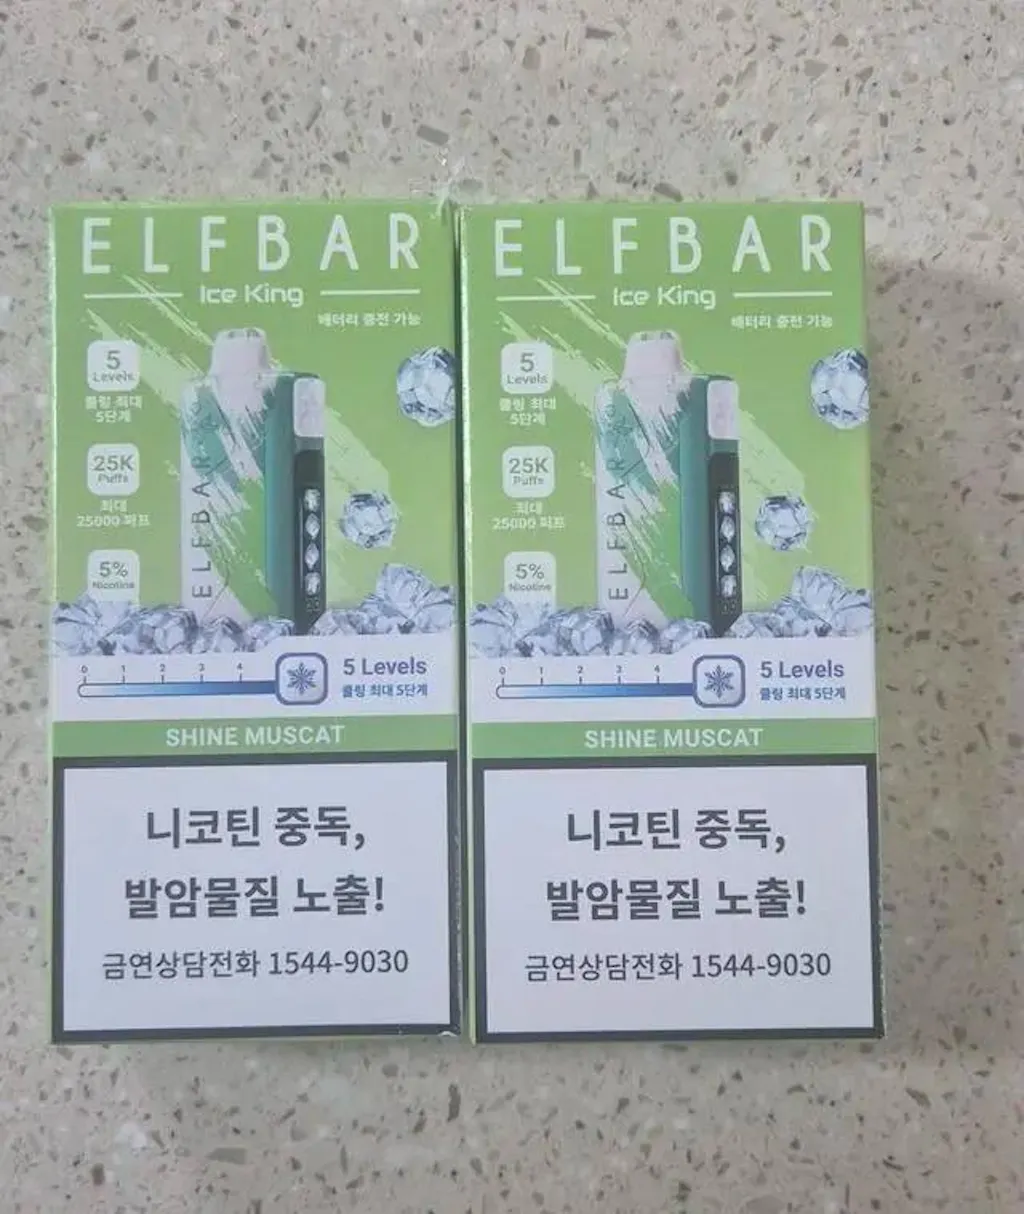 ELFBAR
Ice King
배터리 충전 가능
5
Levels
쿨링 최대
5단계
25K
Puffs
최대
25000 퍼프
5%
Nicotine
ELFBAR
0 1 2 3 4
5 Levels
쿨링 최대 5단계
SHINE MUSCAT
니코틴 중독,
발암물질 노출!
금연상담전화 1544-9030
ELFBAR
Ice King
배터리 충전 가능
5
Levels
쿨링 최대
5단계
25K
Puffs
최대
25000 퍼프
5%
Nicotine
ELFBAR
0 1 2 3 4
5 Levels
쿨링 최대 5단계
SHINE MUSCAT
니코틴 중독,
발암물질 노출!
금연상담전화 1544-9030